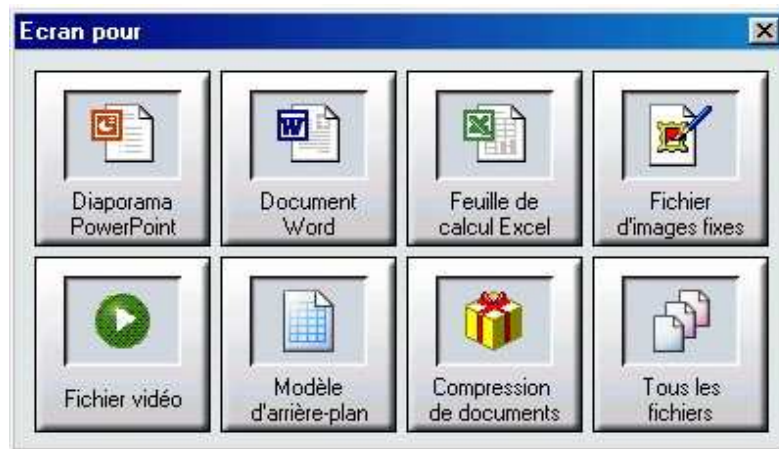 Ecran pour
Diaporama
PowerPoint
Document
Word
Feuille de
calcul Excel
Fichier
d'images fixes
Fichier vidéo
Modèle
d'arrière-plan
Compression
de documents
Tous les
fichiers